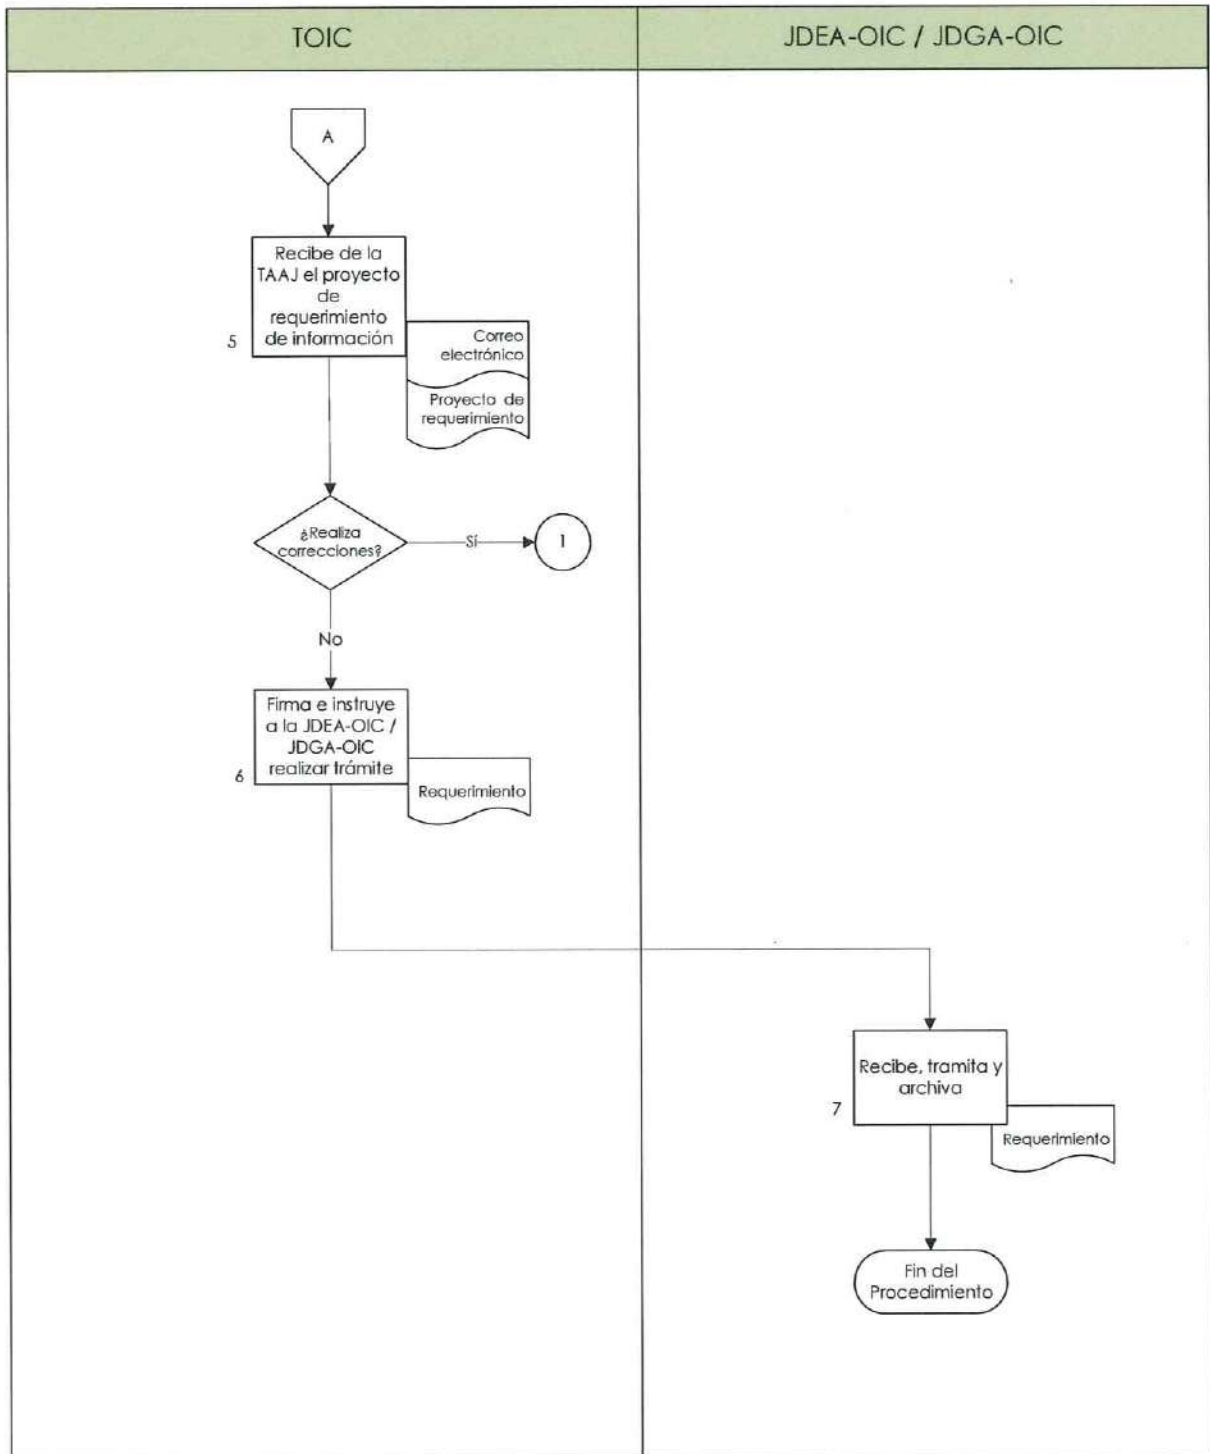 TOIC
JDEA-OIC / JDGA-OIC
A
Recibe de la
TAAJ el proyecto
de
requerimiento
de información
5
Correo
electrónico
Proyecto de
requerimiento
¿Realiza
correcciones?
Sí
1
No
Firma e instruye
a la JDEA-OIC /
JDGA-OIC
realizar trámite
6
Requerimiento
Recibe, tramita y
archiva
7
Requerimiento
Fin del
Procedimiento